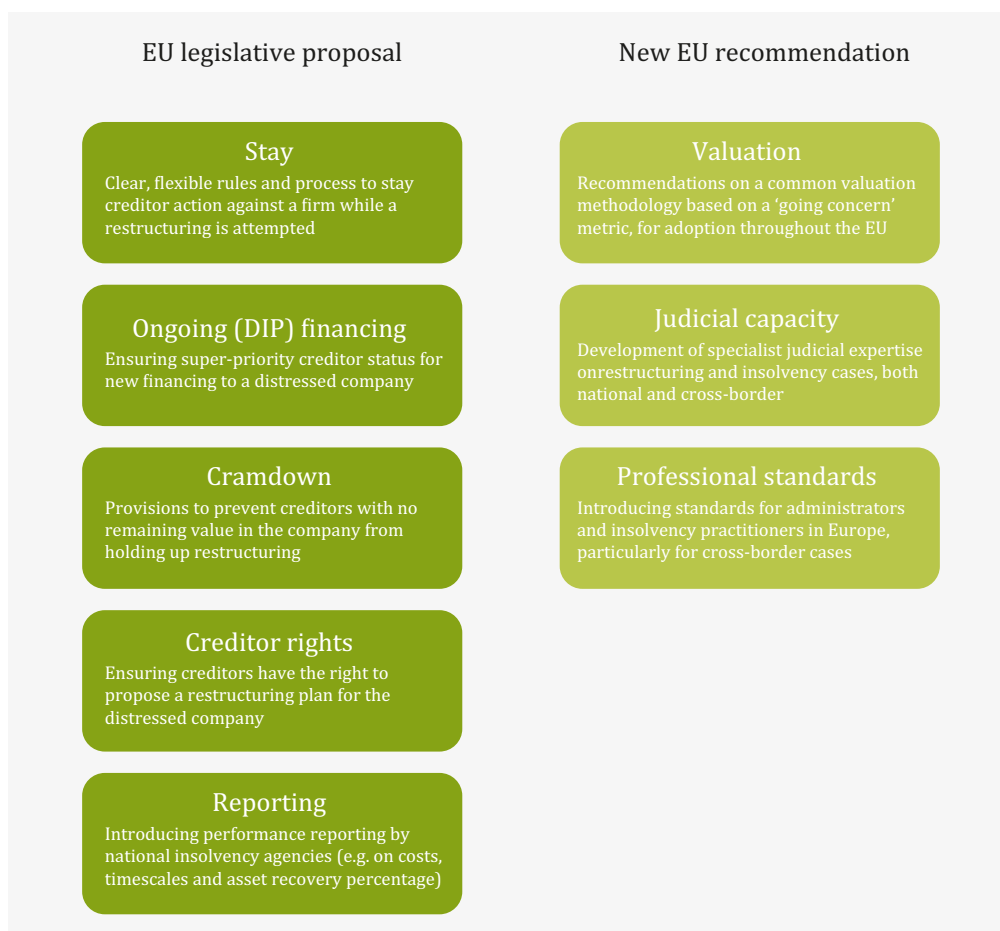 EU legislative proposal
Stay
Clear, flexible rules and process to stay
creditor action against a firm while a
restructuring is attempted
Ongoing (DIP) financing
Ensuring super-priority creditor status for
new financing to a distressed company
Cramdown
Provisions to prevent creditors with no
remaining value in the company from
holding up restructuring
Creditor rights
Ensuring creditors have the right to
propose a restructuring plan for the
distressed company
Reporting
Introducing performance reporting by
national insolvency agencies (e.g. on costs,
timescales and asset recovery percentage)
New EU recommendation
Valuation
Recommendations on a common valuation
methodology based on a ‘going concern’
metric, for adoption throughout the EU
Judicial capacity
Development of specialist judicial expertise
onrestructuring and insolvency cases, both
national and cross-border
Professional standards
Introducing standards for administrators
and insolvency practitioners in Europe,
particularly for cross-border cases